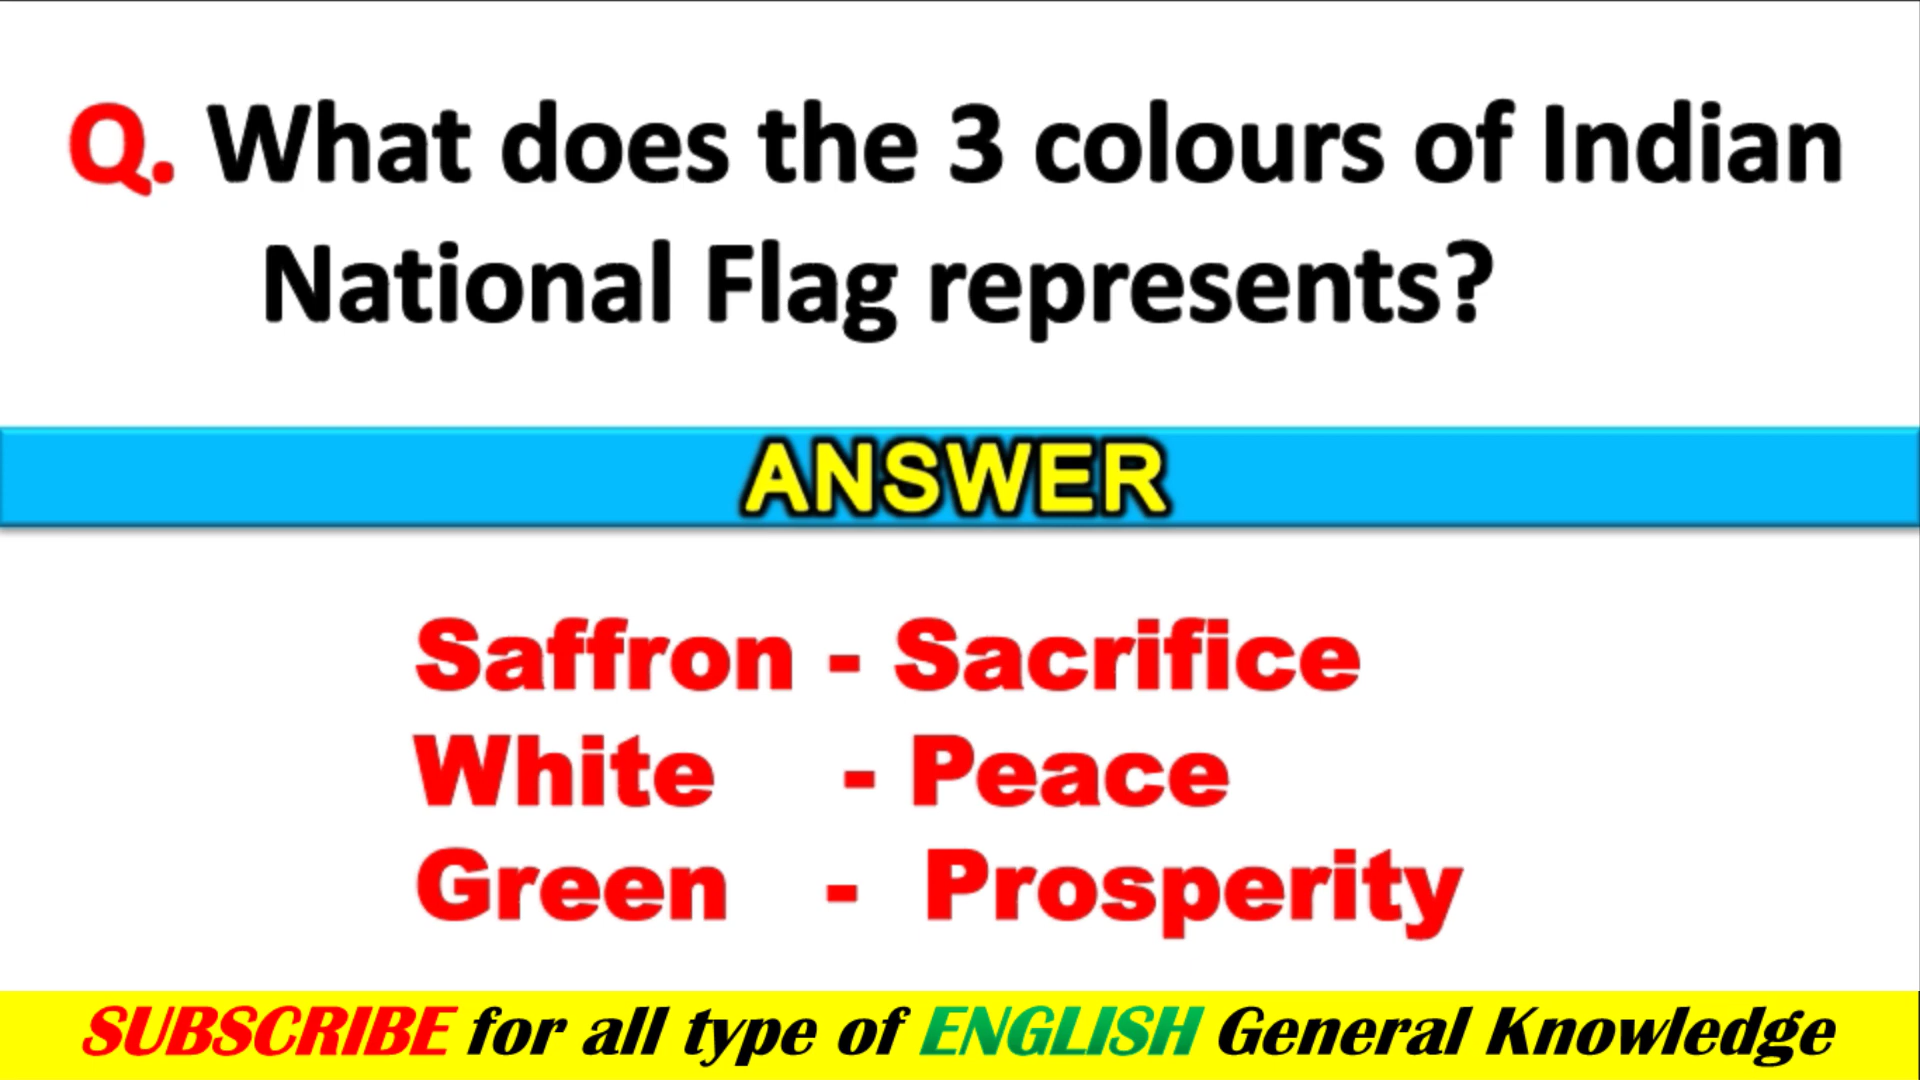 Q. What does the 3 colours of Indian
National Flag represents?
ANSWER
Saffron - Sacrifice
White - Peace
Green - Prosperity
SUBSCRIBE for all type of ENGLISH General Knowledge